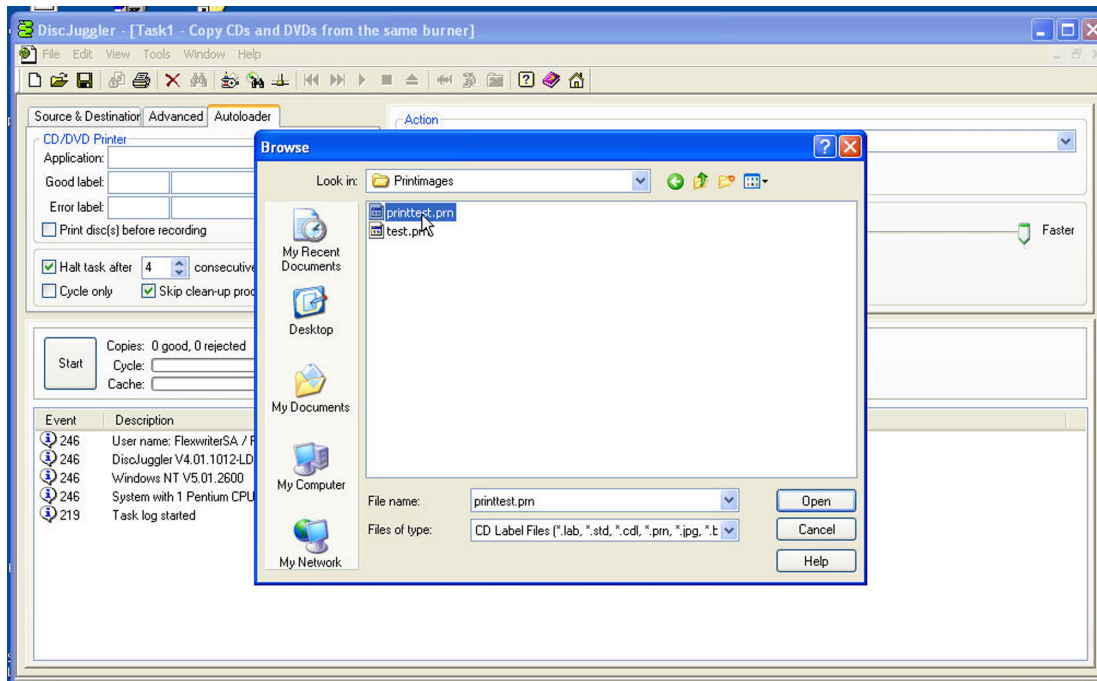 DiscJuggler - [Task1 - Copy CDs and DVDs from the same burner]
File Edit View Tools Window Help
Source & Destination Advanced Autoloader
Action
CD/DVD Printer
Application:
Good label:
Error label:
Print disc(s) before recording
Faster
Halt task after 4 consecutive
Cycle only Skip clean-up proc
Browse
Look in: Printimages
printtest.prn
test.prn
My Recent
Documents
Desktop
My Documents
My Computer
My Network
File name: printtest.prn Open
Files of type: CD Label Files (*.lab, *.std, *.cdl, *.prn, *.jpg, *.t Cancel
Help
Start
Copies: 0 good, 0 rejected
Cycle:
Cache:
Event Description
246 User name: FlexwriterSA / F
246 DiscJuggler V4.01.1012-LD
246 Windows NT V5.01.2600
246 System with 1 Pentium CPU
219 Task log started